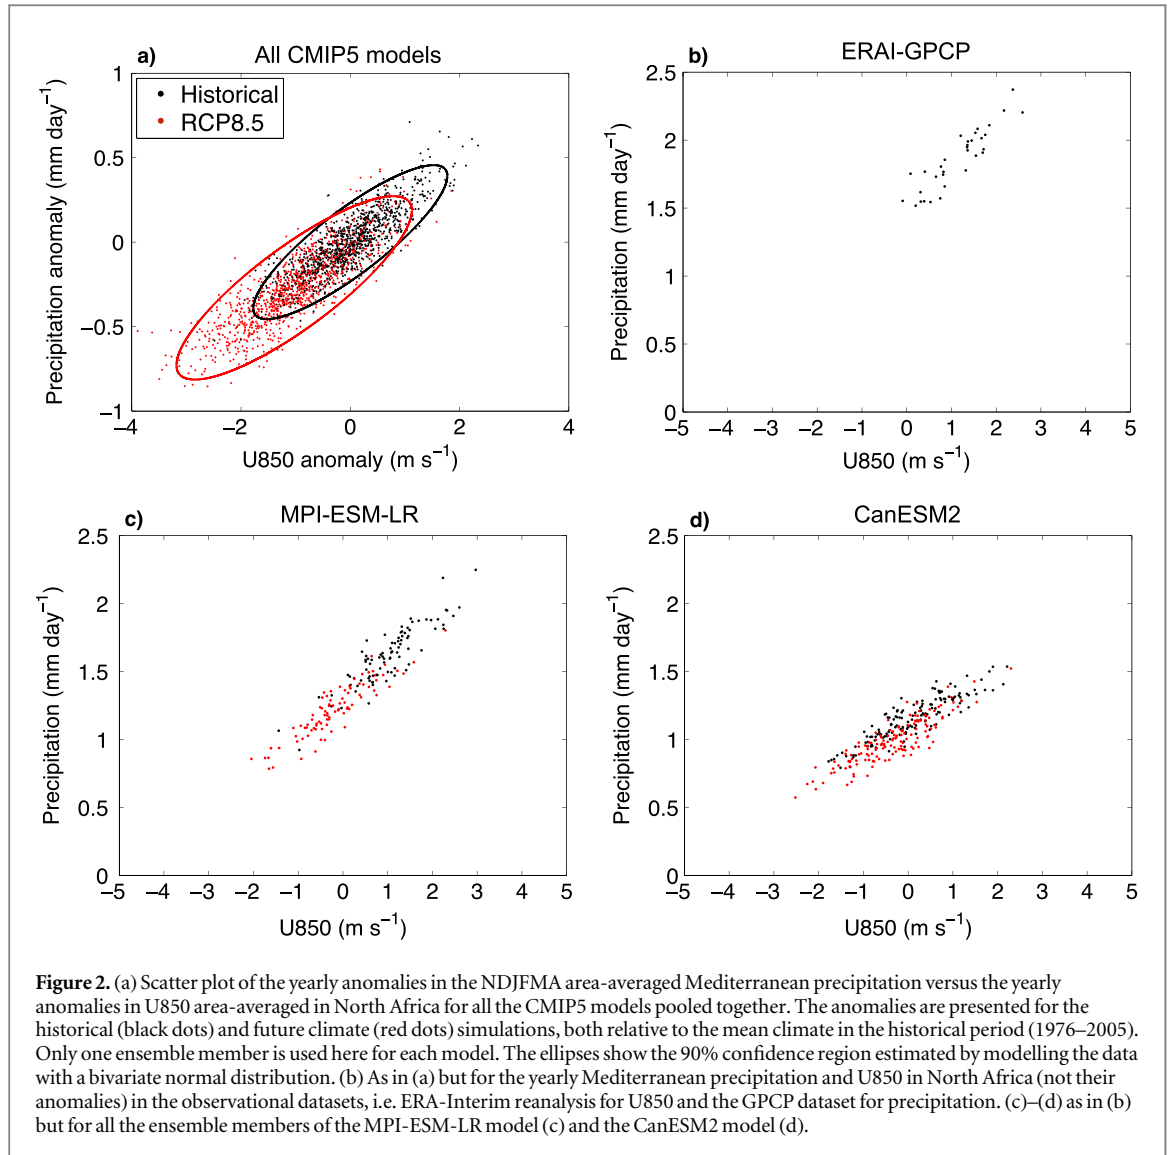 a)
All CMIP5 models
Historical
RCP8.5
Precipitation anomaly (mm day−1)
1
0.5
0
−0.5
−1
−4 −2 0 2 4
U850 anomaly (m s−1)
b)
ERAI-GPCP
Precipitation (mm day−1)
2.5
2
1.5
1
0.5
0
−5 −4 −3 −2 −1 0 1 2 3 4 5
U850 (m s−1)
c)
MPI-ESM-LR
Precipitation (mm day−1)
2.5
2
1.5
1
0.5
0
−5 −4 −3 −2 −1 0 1 2 3 4 5
U850 (m s−1)
d)
CanESM2
Precipitation (mm day−1)
2.5
2
1.5
1
0.5
0
−5 −4 −3 −2 −1 0 1 2 3 4 5
U850 (m s−1)
Figure 2. (a) Scatter plot of the yearly anomalies in the NDJFMA area-averaged Mediterranean precipitation versus the yearly
anomalies in U850 area-averaged in North Africa for all the CMIP5 models pooled together. The anomalies are presented for the
historical (black dots) and future climate (red dots) simulations, both relative to the mean climate in the historical period (1976–2005).
Only one ensemble member is used here for each model. The ellipses show the 90% confidence region estimated by modelling the data
with a bivariate normal distribution. (b) As in (a) but for the yearly Mediterranean precipitation and U850 in North Africa (not their
anomalies) in the observational datasets, i.e. ERA-Interim reanalysis for U850 and the GPCP dataset for precipitation. (c)–(d) as in (b)
but for all the ensemble members of the MPI-ESM-LR model (c) and the CanESM2 model (d).